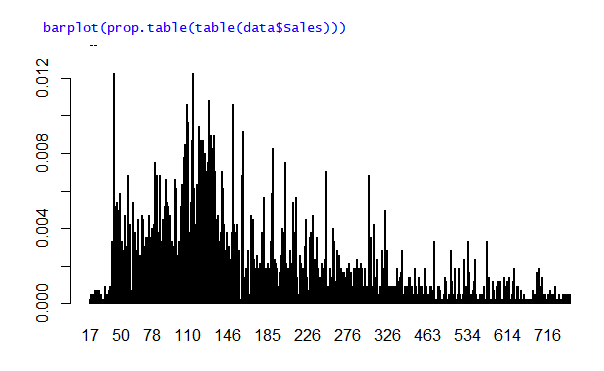 barplot(prop.table(table(data$Sales)))
--
0.012
0.008
0.004
0.000
17 50 78 110 146 185 226 276 326 463 534 614 716